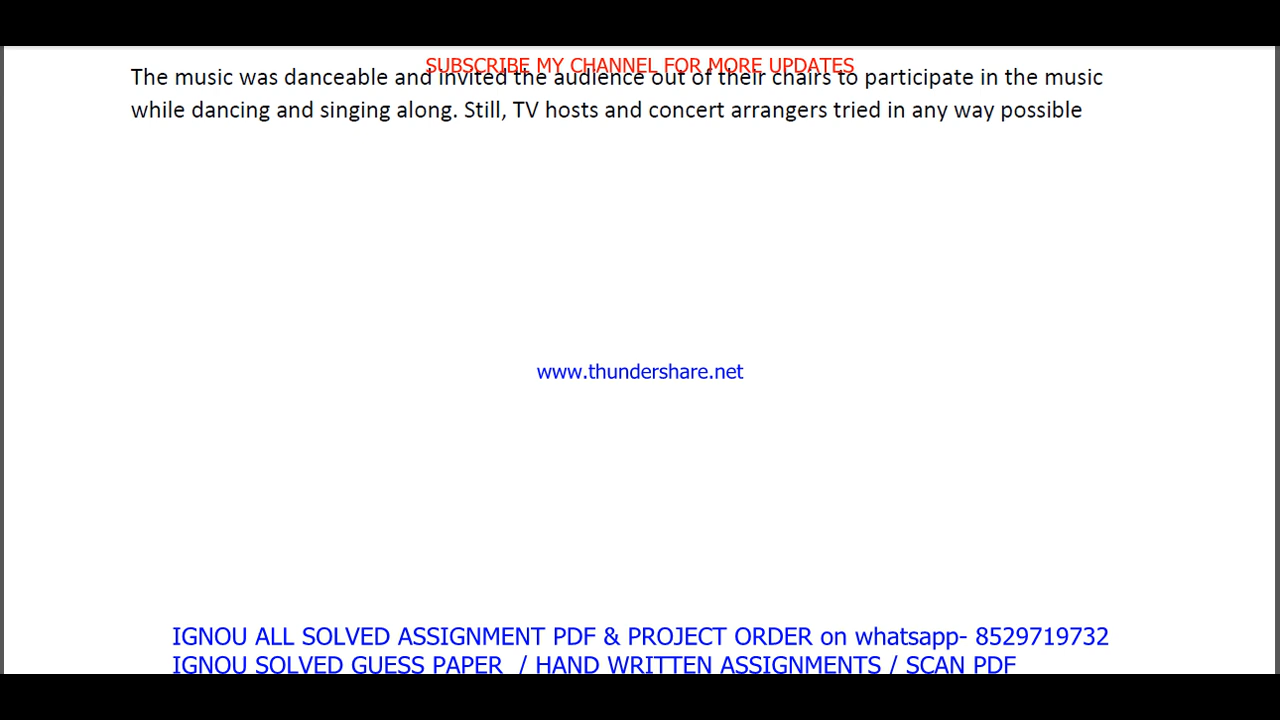 SUBSCRIBE MY CHANNEL FOR MORE UPDATES
The music was danceable and invited the audience out of their chairs to participate in the music
while dancing and singing along. Still, TV hosts and concert arrangers tried in any way possible
www.thundershare.net
IGNOU ALL SOLVED ASSIGNMENT PDF & PROJECT ORDER on whatsapp- 8529719732
IGNOU SOLVED GUESS PAPER / HAND WRITTEN ASSIGNMENTS / SCAN PDF